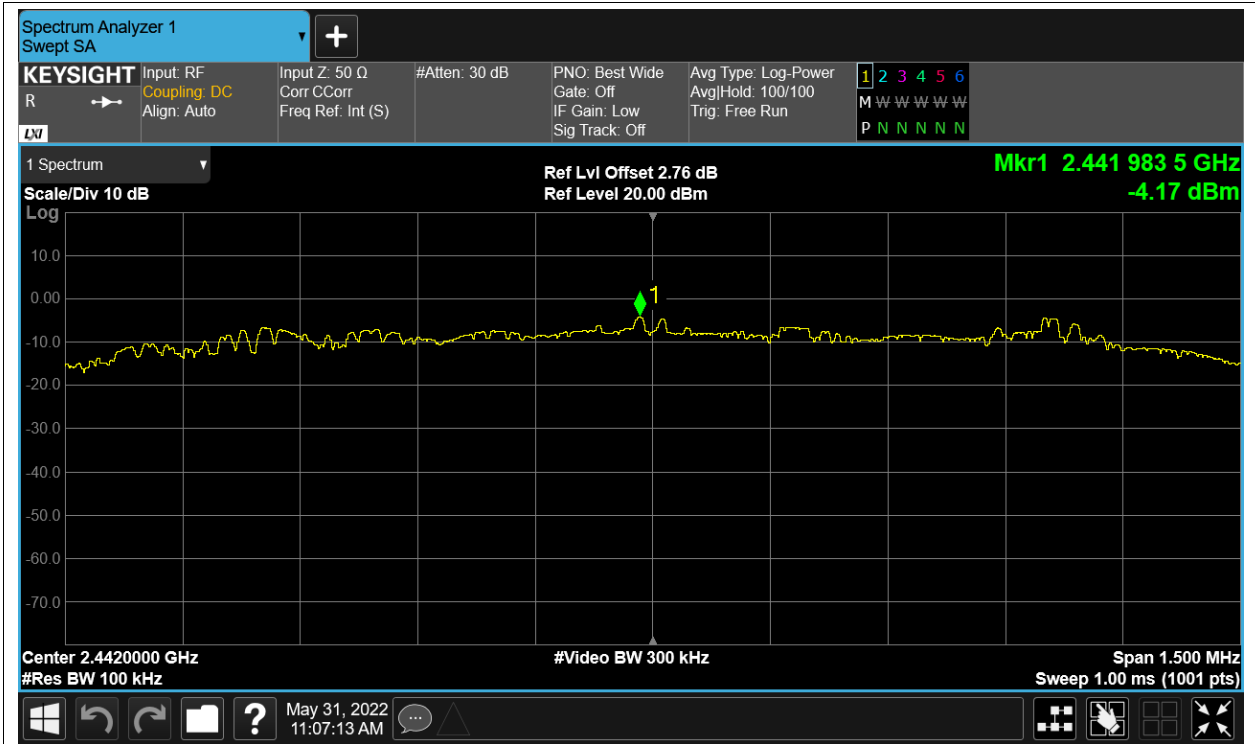 Spectrum Analyzer 1
Swept SA
+
KEYSIGHT
R
LXI
Input: RF
Coupling: DC
Align: Auto
Input Z: 50 Ω
Corr CCorr
Freq Ref: Int (S)
#Atten: 30 dB
PNO: Best Wide
Gate: Off
IF Gain: Low
Sig Track: Off
Avg Type: Log-Power
Avg|Hold: 100/100
Trig: Free Run
1 2 3 4 5 6
M W W W W W W
P N N N N N N
1 Spectrum
Scale/Div 10 dB
Ref Lvl Offset 2.76 dB
Ref Level 20.00 dBm
Mkr1 2.441 983 5 GHz
-4.17 dBm
Log
10.0
0.00
-10.0
-20.0
-30.0
-40.0
-50.0
-60.0
-70.0
1
Center 2.4420000 GHz
#Res BW 100 kHz
#Video BW 300 kHz
Span 1.500 MHz
Sweep 1.00 ms (1001 pts)
?
May 31, 2022
11:07:13 AM